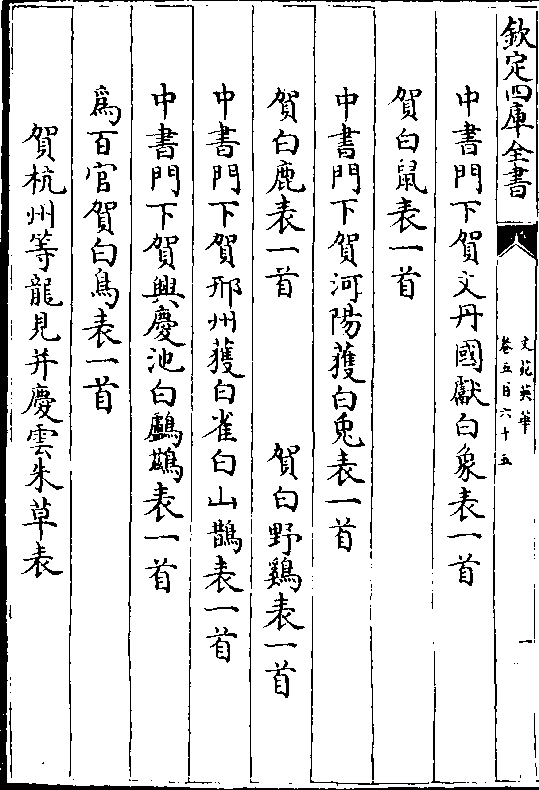 欽定四庫全書
文苑英華
卷五百六十五
一
中書門下賀文丹國獻白象表一首
賀白鼠表一首
中書門下賀河陽獲白兎表一首
賀白鹿表一首 賀白野鷄表一首
中書門下賀邢州獲白雀白山鵲表一首
中書門下賀興慶池白鸕鷀表一首
爲百官賀白烏表一首
賀杭州等龍見并慶雲朱草表